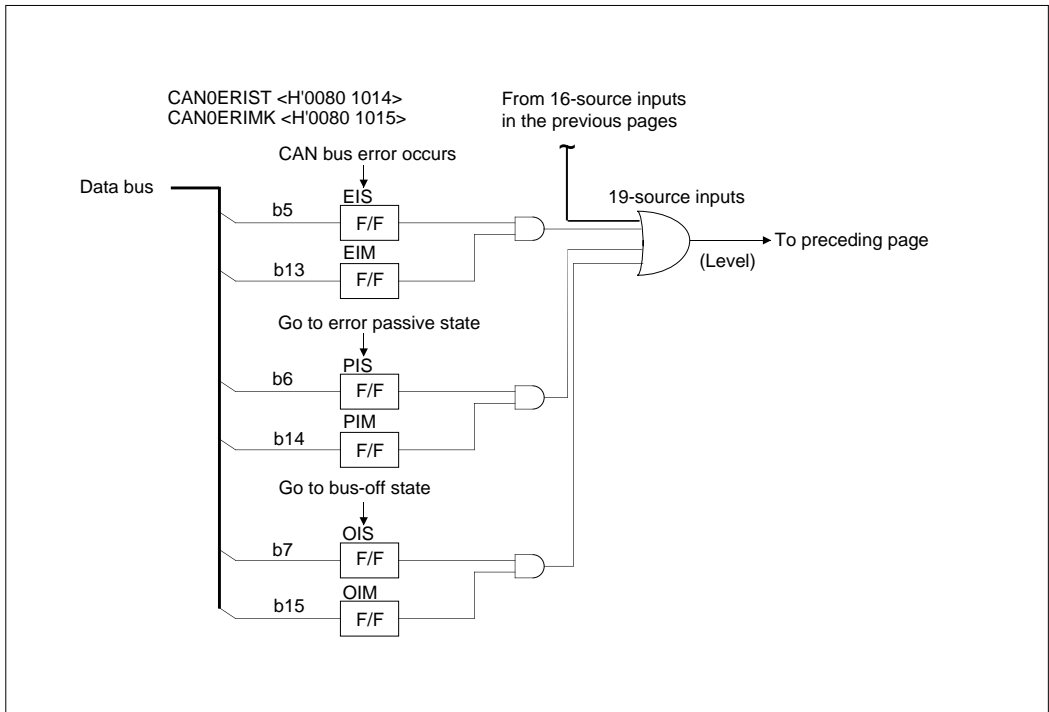 CAN0ERIST <H'0080 1014>
CAN0ERIMK <H'0080 1015>
From 16-source inputs
in the previous pages
CAN bus error occurs
Data bus
EIS
19-source inputs
b5
F/F
To preceding page
EIM
(Level)
b13
F/F
Go to error passive state
PIS
b6
F/F
PIM
b14
F/F
Go to bus-off state
OIS
b7
F/F
OIM
b15
F/F